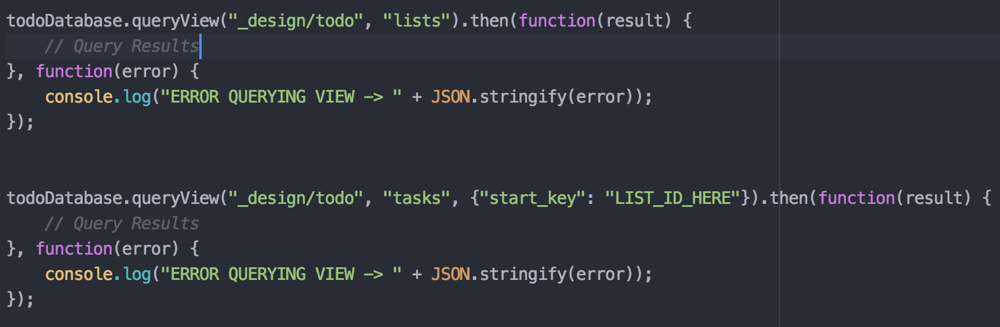 todoDatabase.queryView("_design/todo", "lists").then(function(result) {
    // Query Results
}, function(error) {
    console.log("ERROR QUERYING VIEW -> " + JSON.stringify(error));
});
todoDatabase.queryView("_design/todo", "tasks", {"start_key": "LIST_ID_HERE"}).then(function(result) {
    // Query Results
}, function(error) {
    console.log("ERROR QUERYING VIEW -> " + JSON.stringify(error));
});